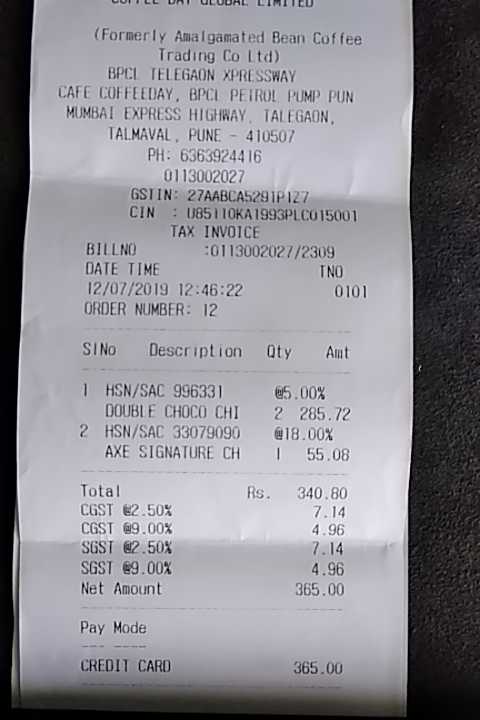 COFFEE DAY GLOBAL LIMITED
(Formerly Amalgamated Bean Coffee
Trading Co Ltd)
BPCL TELEGAON XPRESSWAY
CAFE COFFEEDAY, BPCL PETROL PUMP PUN
MUMBAI EXPRESS HIGHWAY, TALEGAON,
TALMAVAL, PUNE - 410507
PH: 6363924416
0113002027
GSTIN: 27AABCA5291P1Z7
CIN : U85110KA1993PLC015001
TAX INVOICE
BILLNO :0113002027/2309
DATE TIME TNO
12/07/2019 12:46:22 0101
ORDER NUMBER: 12
SlNo Description Qty Amt
1 HSN/SAC 996331 @5.00%
DOUBLE CHOCO CHI 2 285.72
2 HSN/SAC 33079090 @18.00%
AXE SIGNATURE CH 1 55.08
Total Rs. 340.80
CGST @2.50% 7.14
CGST @9.00% 4.96
SGST @2.50% 7.14
SGST @9.00% 4.96
Net Amount 365.00
Pay Mode
--- ----
CREDIT CARD 365.00